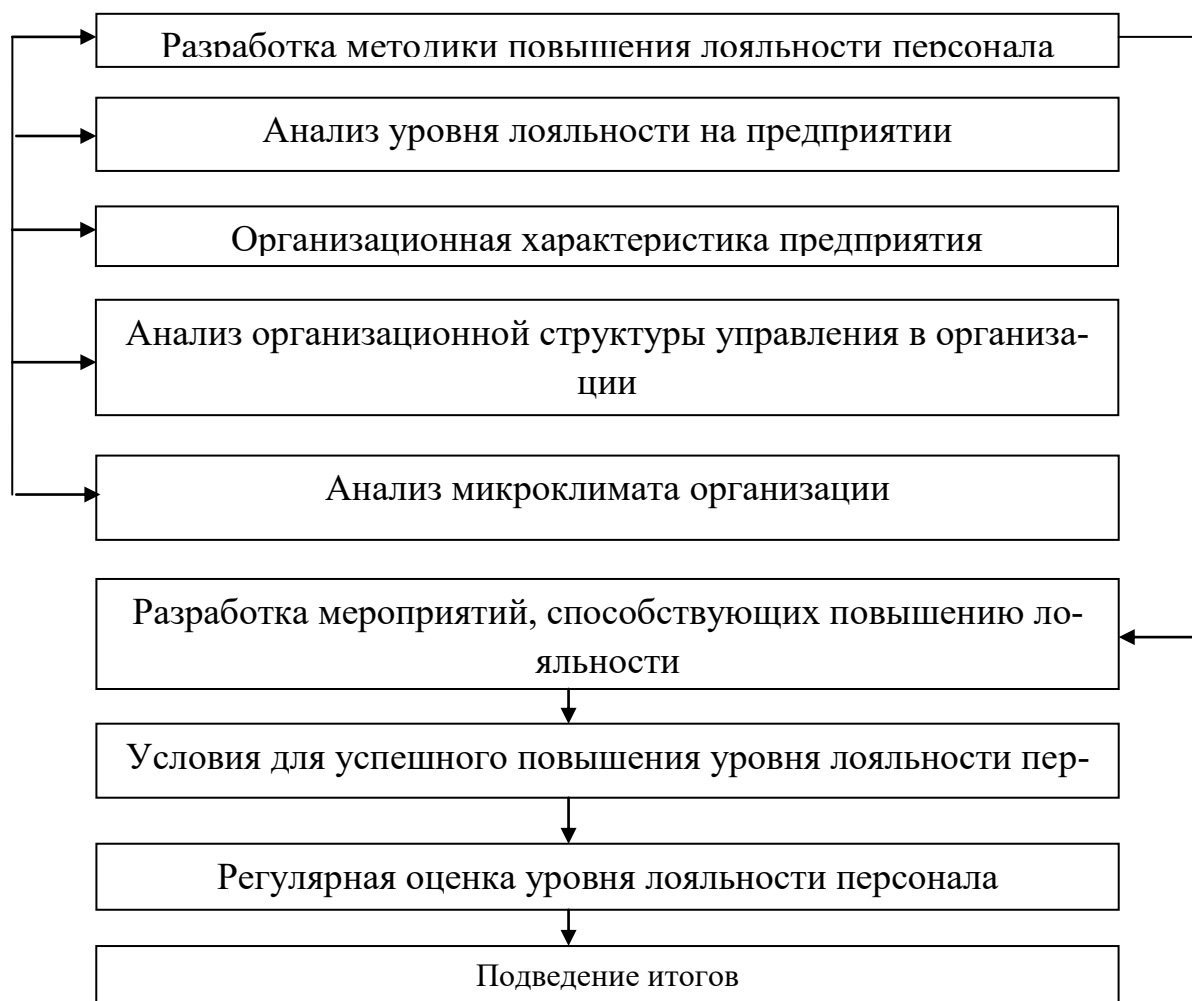 Разработка методики повышения лояльности персонала
Анализ уровня лояльности на предприятии
Организационная характеристика предприятия
Анализ организационной структуры управления в организа-
ции
Анализ микроклимата организации
Разработка мероприятий, способствующих повышению ло-
яльности
Условия для успешного повышения уровня лояльности пер-
Регулярная оценка уровня лояльности персонала
Подведение итогов